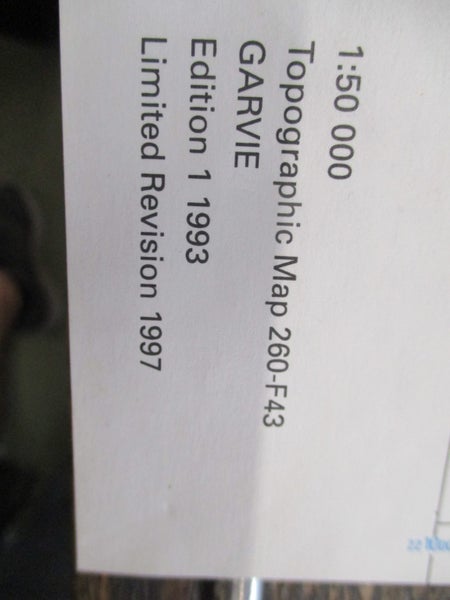 1:50 000
Topographic Map 260-F43
GARVIE
Edition 1 1993
Limited Revision 1997